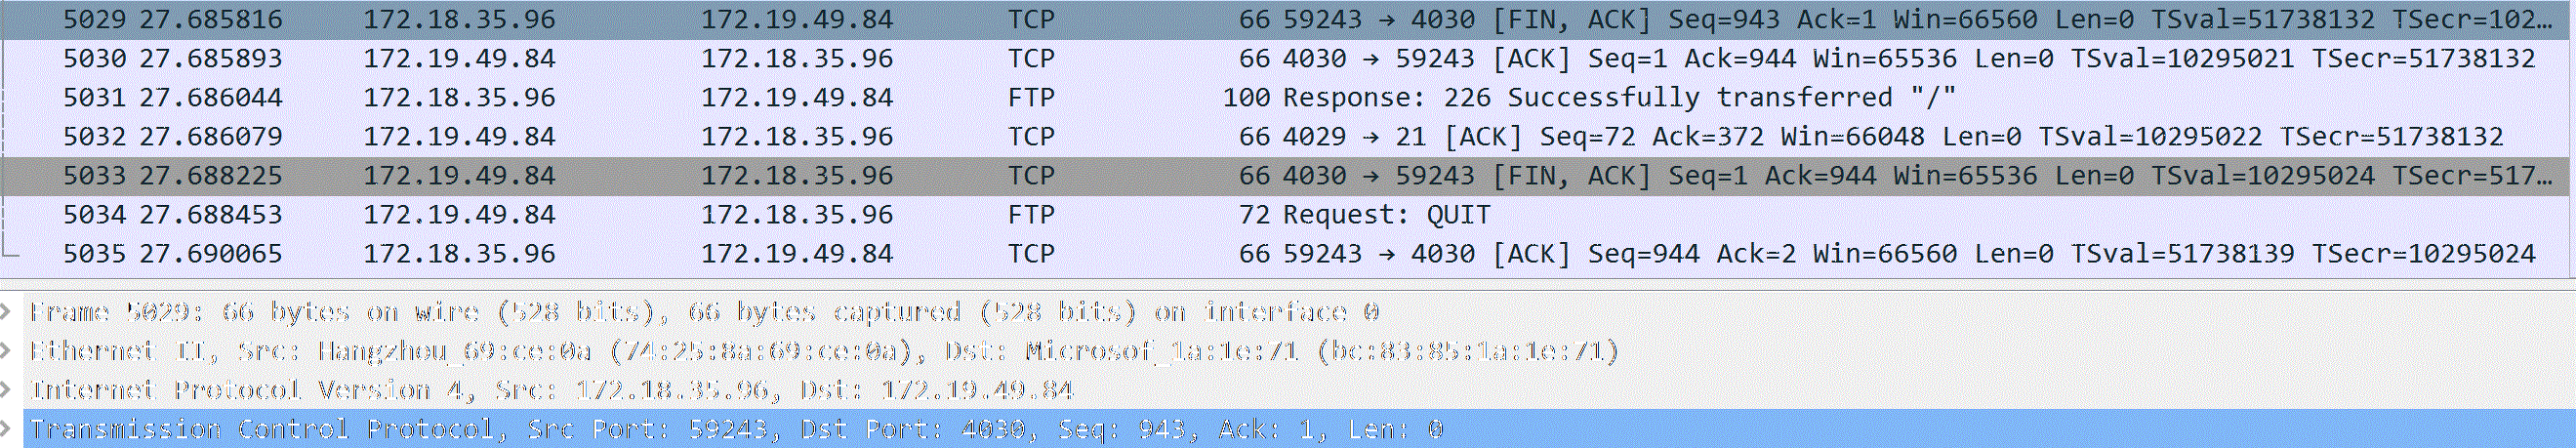 5029 27.685816 172.18.35.96 172.19.49.84 TCP 66 59243 → 4030 [FIN, ACK] Seq=943 Ack=1 Win=66560 Len=0 TSval=51738132 TSecr=102…
5030 27.685893 172.19.49.84 172.18.35.96 TCP 66 4030 → 59243 [ACK] Seq=1 Ack=944 Win=65536 Len=0 TSval=10295021 TSecr=51738132
5031 27.686044 172.18.35.96 172.19.49.84 FTP 100 Response: 226 Successfully transferred "/"
5032 27.686079 172.19.49.84 172.18.35.96 TCP 66 4029 → 21 [ACK] Seq=72 Ack=372 Win=66048 Len=0 TSval=10295022 TSecr=51738132
5033 27.688225 172.19.49.84 172.18.35.96 TCP 66 4030 → 59243 [FIN, ACK] Seq=1 Ack=944 Win=65536 Len=0 TSval=10295024 TSecr=517…
5034 27.688453 172.19.49.84 172.18.35.96 FTP 72 Request: QUIT
5035 27.690065 172.18.35.96 172.19.49.84 TCP 66 59243 → 4030 [ACK] Seq=944 Ack=2 Win=66560 Len=0 TSval=51738139 TSecr=10295024
Frame 5029: 66 bytes on wire (528 bits), 66 bytes captured (528 bits) on interface 0
Ethernet II, Src: Hangzhou_69:ce:0a (74:25:8a:69:ce:0a), Dst: Microsof_1a:1e:71 (bc:83:85:1a:1e:71)
Internet Protocol Version 4, Src: 172.18.35.96, Dst: 172.19.49.84
Transmission Control Protocol, Src Port: 59243, Dst Port: 4030, Seq: 943, Ack: 1, Len: 0